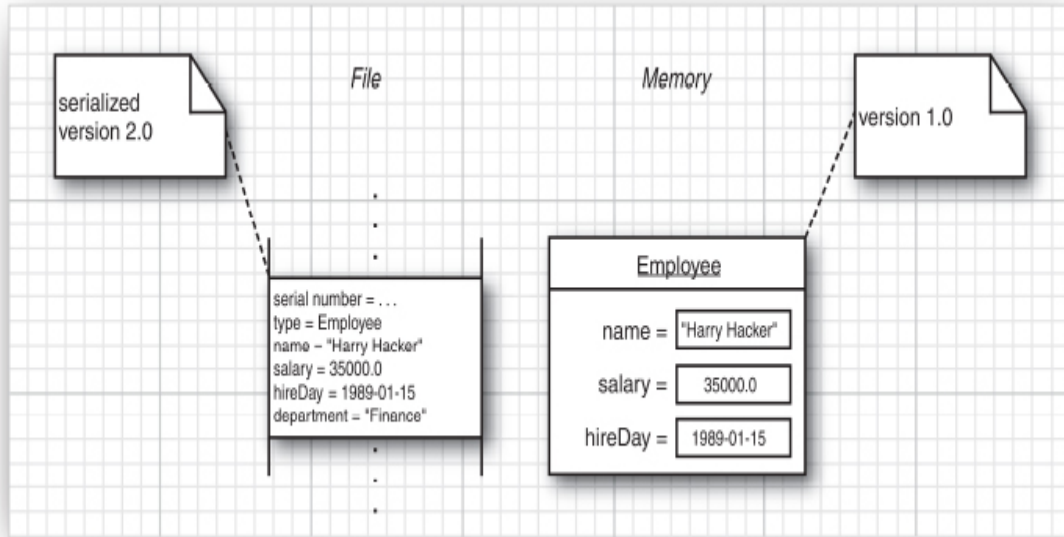 File
Memory
serialized
version 2.0
version 1.0
serial number = . . .
type = Employee
name = "Harry Hacker"
salary = 35000.0
hireDay = 1989-01-15
department = "Finance"
Employee
name = "Harry Hacker"
salary = 35000.0
hireDay = 1989-01-15